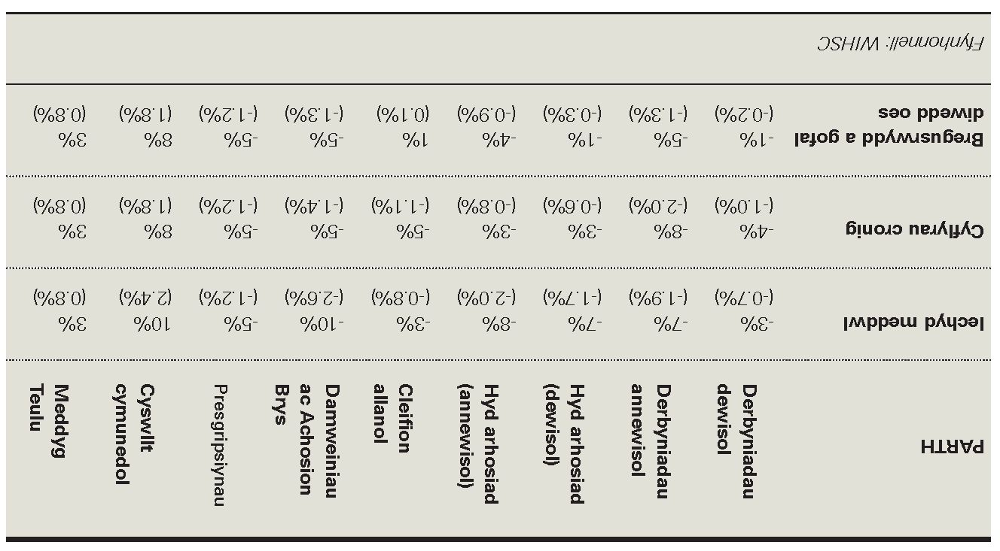 PARTH
Derbyniadau
dewisol
Derbyniadau
annewisol
Hyd arhosiad
(dewisol)
Hyd arhosiad
(annewisol)
Cleifion
allanol
Damweiniau
ac Achosion
Brys
Presgripsiynau
Cyswllt
cymunedol
Meddyg
Teulu
Iechyd meddwl -3% -7% -7% -8% -3% -10% -5% 10% 3%
(-0.7%) (-1.9%) (-1.7%) (-2.0%) (-0.8%) (-2.6%) (-1.2%) (2.4%) (0.8%)
Cyflyrau cronig -4% -8% -3% -3% -5% -5% -5% 8% 3%
(-1.0%) (-2.0%) (-0.6%) (-0.8%) (-1.1%) (-1.4%) (-1.2%) (1.8%) (0.8%)
Bregusrwydd a gofal -1% -5% -1% -4% 1% -5% -5% 8% 3%
diwedd oes (-0.2%) (-1.3%) (-0.3%) (-0.9%) (0.1%) (-1.3%) (-1.2%) (1.8%) (0.8%)
Ffynhonnell: WIHSC